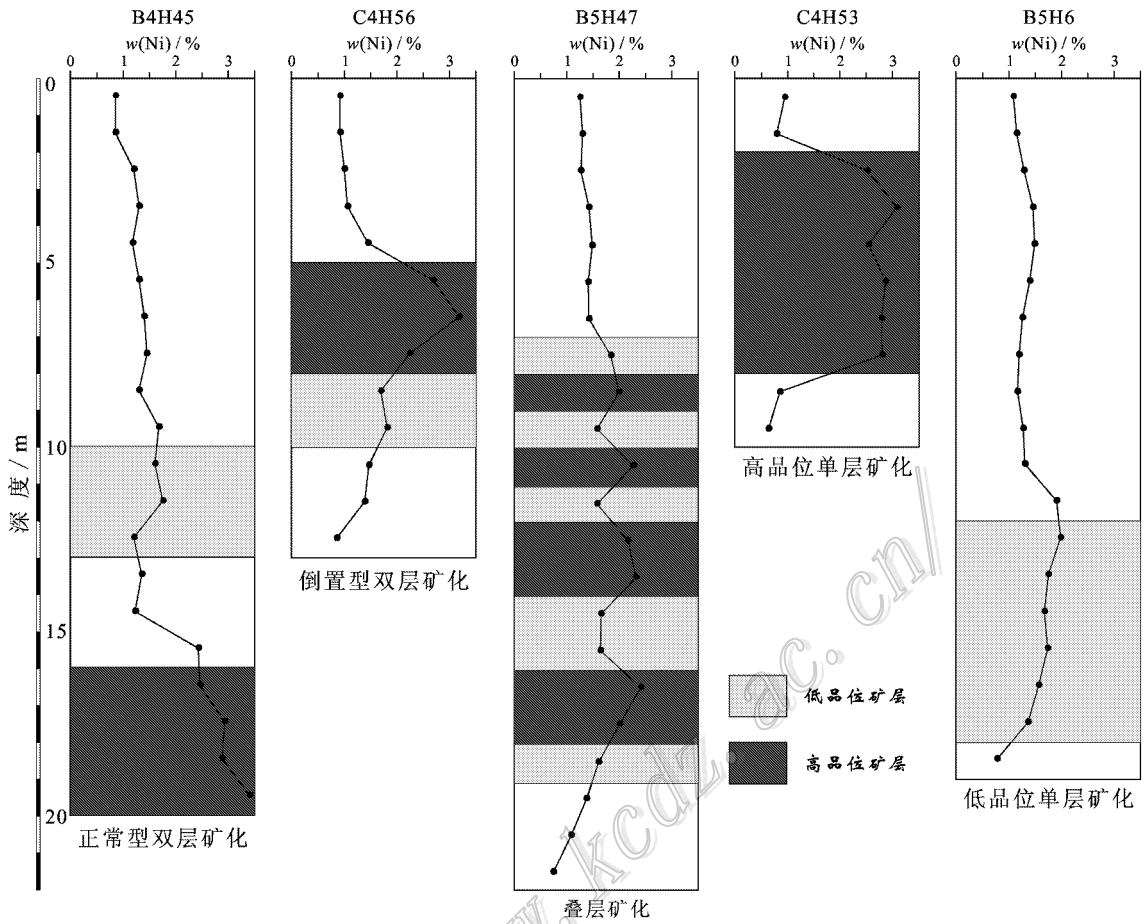 B4H45
w(Ni) / %
0 1 2 3
C4H56
w(Ni) / %
0 1 2 3
B5H47
w(Ni) / %
0 1 2 3
C4H53
w(Ni) / %
0 1 2 3
B5H6
w(Ni) / %
0 1 2 3
0
5
10
15
20
深度 / m
正常型双层矿化
倒置型双层矿化
叠层矿化
高品位单层矿化
低品位单层矿化
低品位矿层
高品位矿层
w.kcdz.ac.cn/